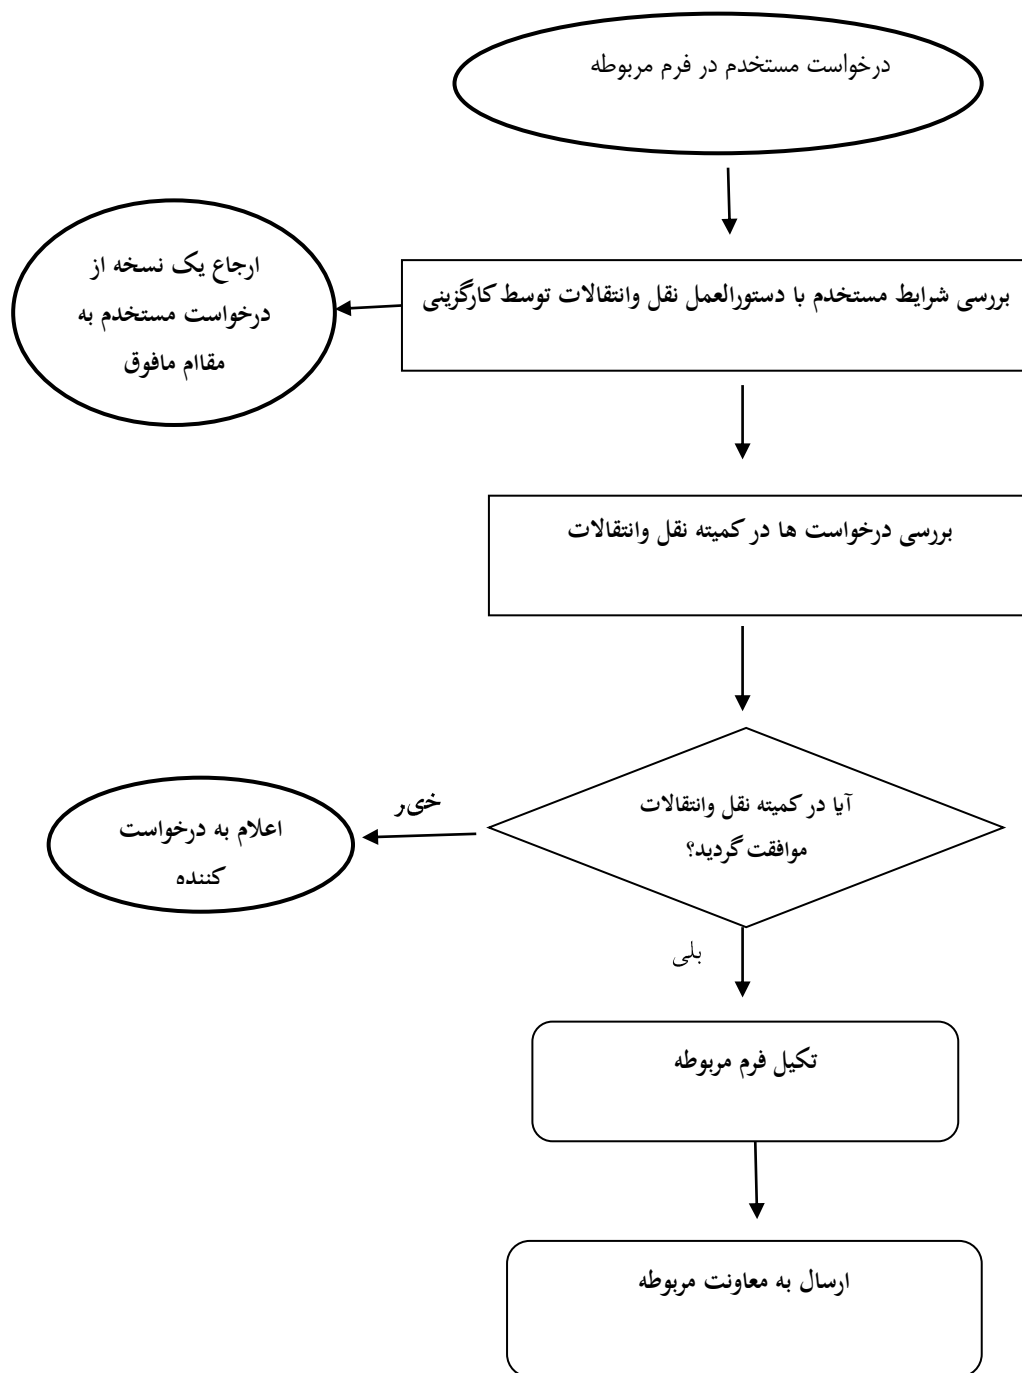 درخواست مستخدم در فرم مربوطه
بررسی شرایط مستخدم با دستورالعمل نقل وانتقالات توسط کارگزینی
ارجاع یک نسخه از
درخواست مستخدم به
مقاام مافوق
بررسی درخواست ها در کمیته نقل وانتقالات
آیا در کمیته نقل وانتقالات
موافقت گردید؟
خیر
اعلام به درخواست
کننده
بلی
تکیل فرم مربوطه
ارسال به معاونت مربوطه